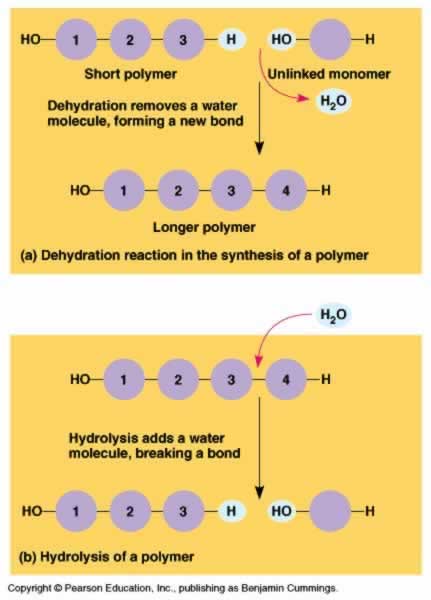 HO 1 2 3 H HO H
Short polymer Unlinked monomer
H2O
Dehydration removes a water
molecule, forming a new bond
HO 1 2 3 4 H
Longer polymer
(a) Dehydration reaction in the synthesis of a polymer
H2O
HO 1 2 3 4 H
Hydrolysis adds a water
molecule, breaking a bond
HO 1 2 3 H HO H
(b) Hydrolysis of a polymer
Copyright © Pearson Education, Inc., publishing as Benjamin Cummings.